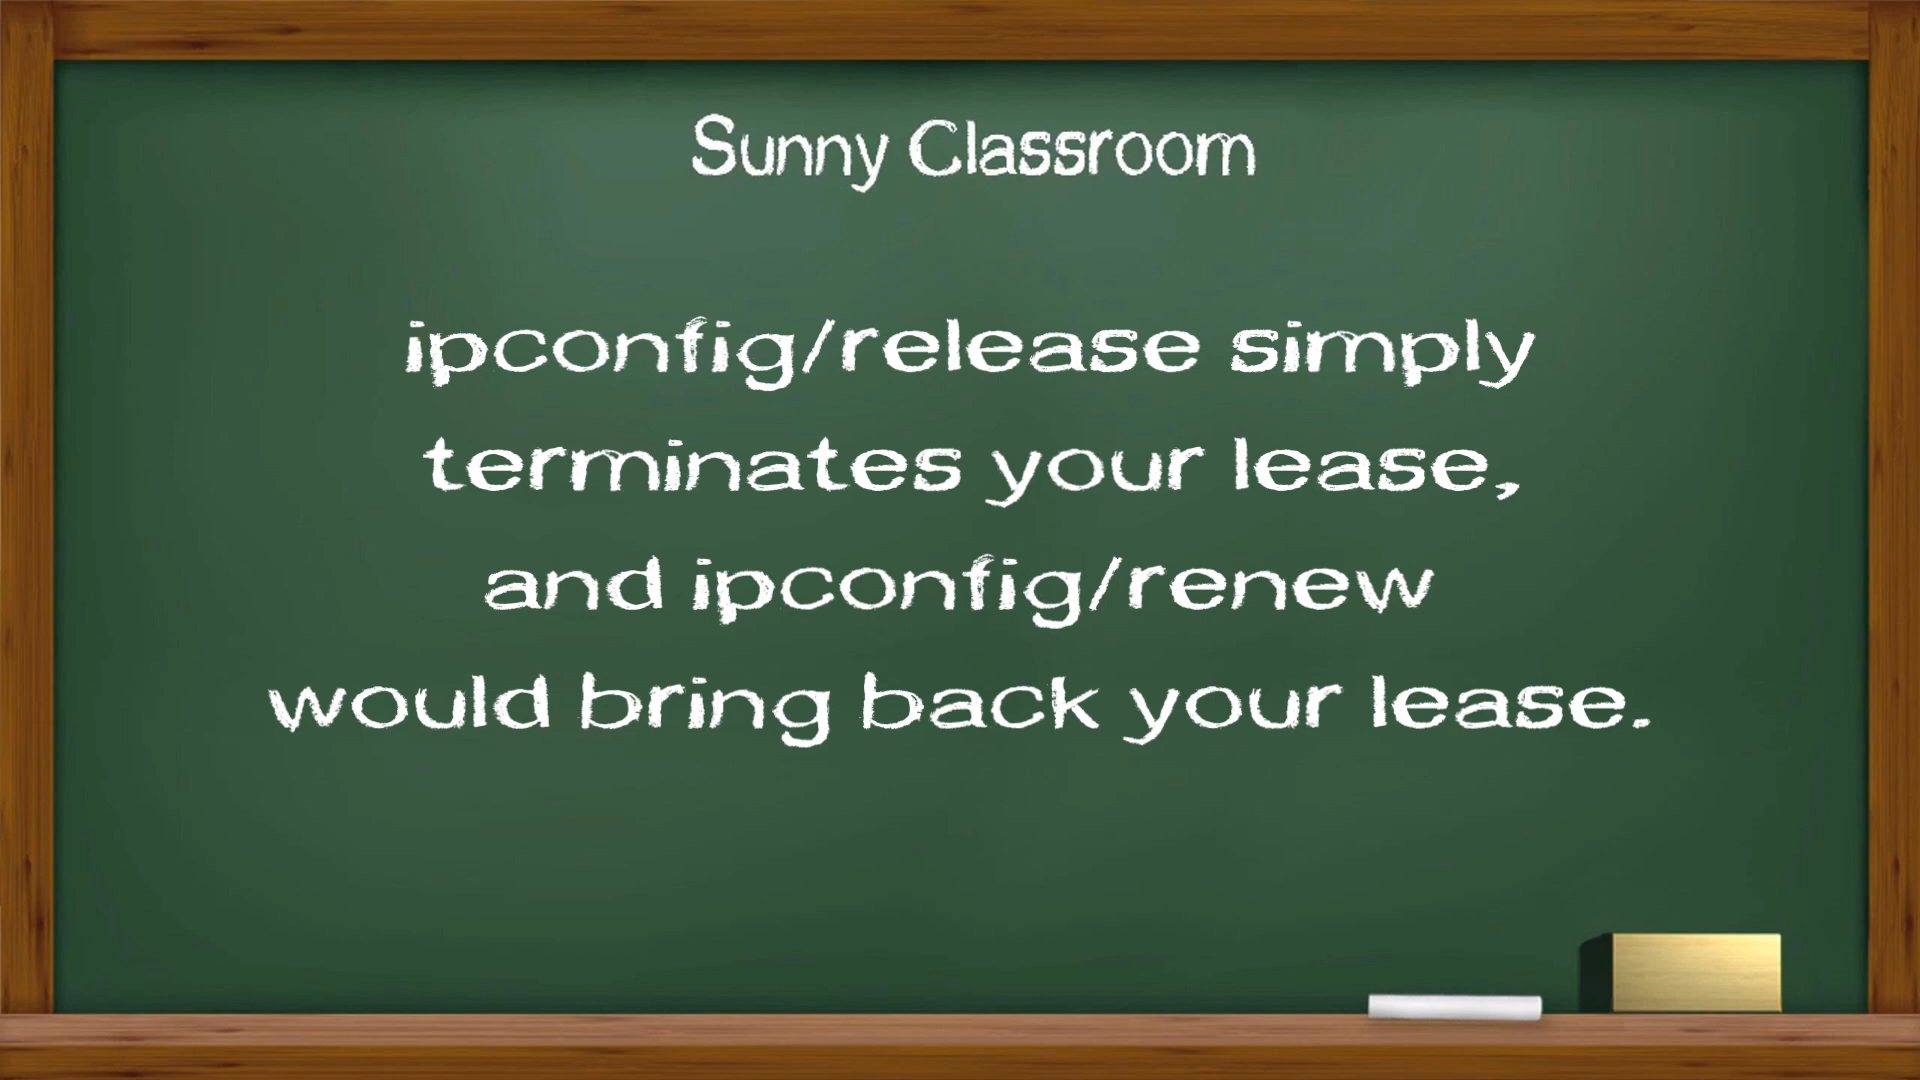 Sunny Classroom
ipconfig/release simply
terminates your lease,
and ipconfig/renew
would bring back your lease.